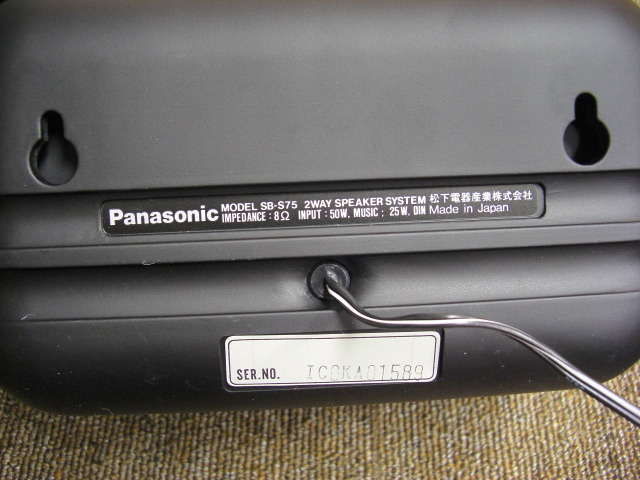 Panasonic MODEL SB-S75 2WAY SPEAKER SYSTEM 松下電器産業株式会社
IMPEDANCE: 8Ω INPUT: 50W, MUSIC; 25W, DIN Made in Japan
SER.NO. ICOKA01589